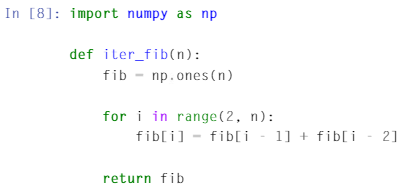 In [8]: import numpy as np
def iter_fib(n):
fib = np.ones(n)
for i in range(2, n):
fib[i] = fib[i - 1] + fib[i - 2]
return fib